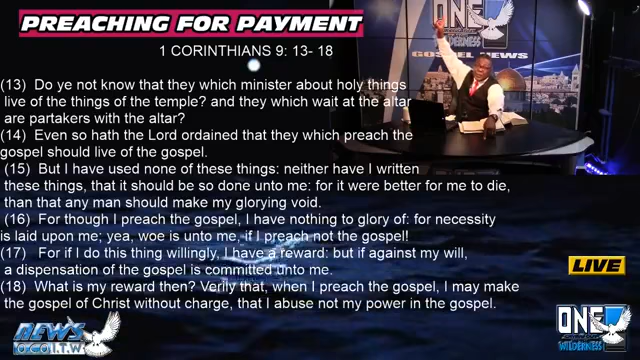 PREACHING FOR PAYMENT
1 CORINTHIANS 9: 13- 18
ONE
WILDERNESS
GOSPEL NEWS
(13) Do ye not know that they which minister about holy things
live of the things of the temple? and they which wait at the altar
are partakers with the altar?
(14) Even so hath the Lord ordained that they which preach the
gospel should live of the gospel.
(15) But I have used none of these things: neither have I written
these things, that it should be so done unto me: for it were better for me to die,
than that any man should make my glorying void.
(16) For though I preach the gospel, I have nothing to glory of: for necessity
is laid upon me; yea, woe is unto me, if I preach not the gospel!
(17) For if I do this thing willingly, I have a reward: but if against my will,
a dispensation of the gospel is committed unto me.
(18) What is my reward then? Verily that, when I preach the gospel, I may make
the gospel of Christ without charge, that I abuse not my power in the gospel.
LIVE
NEWS
O.C.O.I.T.W
ONE
WILDERNESS